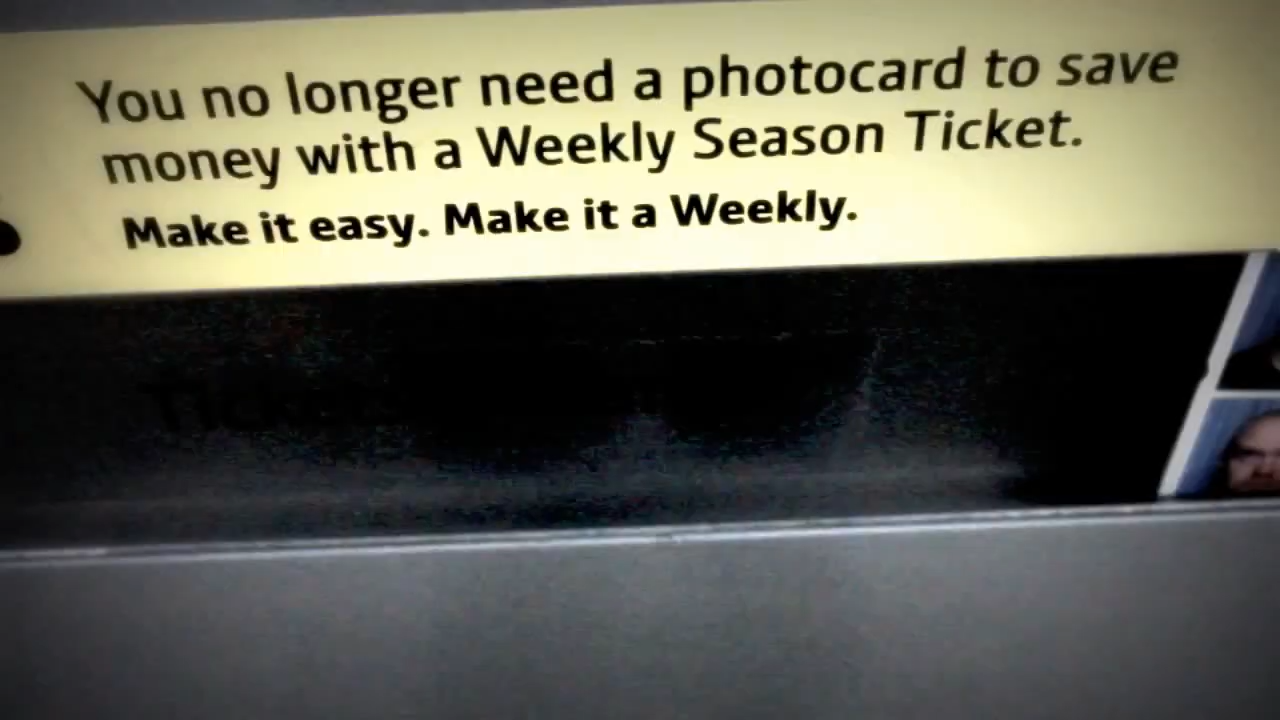 You no longer need a photocard to save
money with a Weekly Season Ticket.
Make it easy. Make it a Weekly.